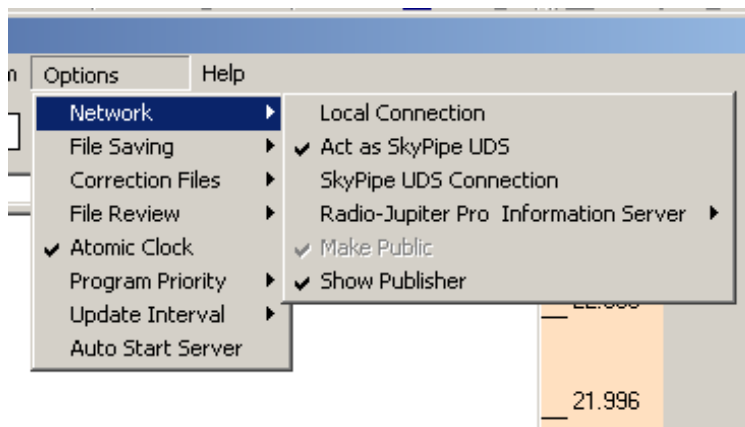 Options Help
Network
File Saving
Correction Files
File Review
Atomic Clock
Program Priority
Update Interval
Auto Start Server
Local Connection
Act as SkyPipe UDS
SkyPipe UDS Connection
Radio-Jupiter Pro Information Server
Make Public
Show Publisher
21.996